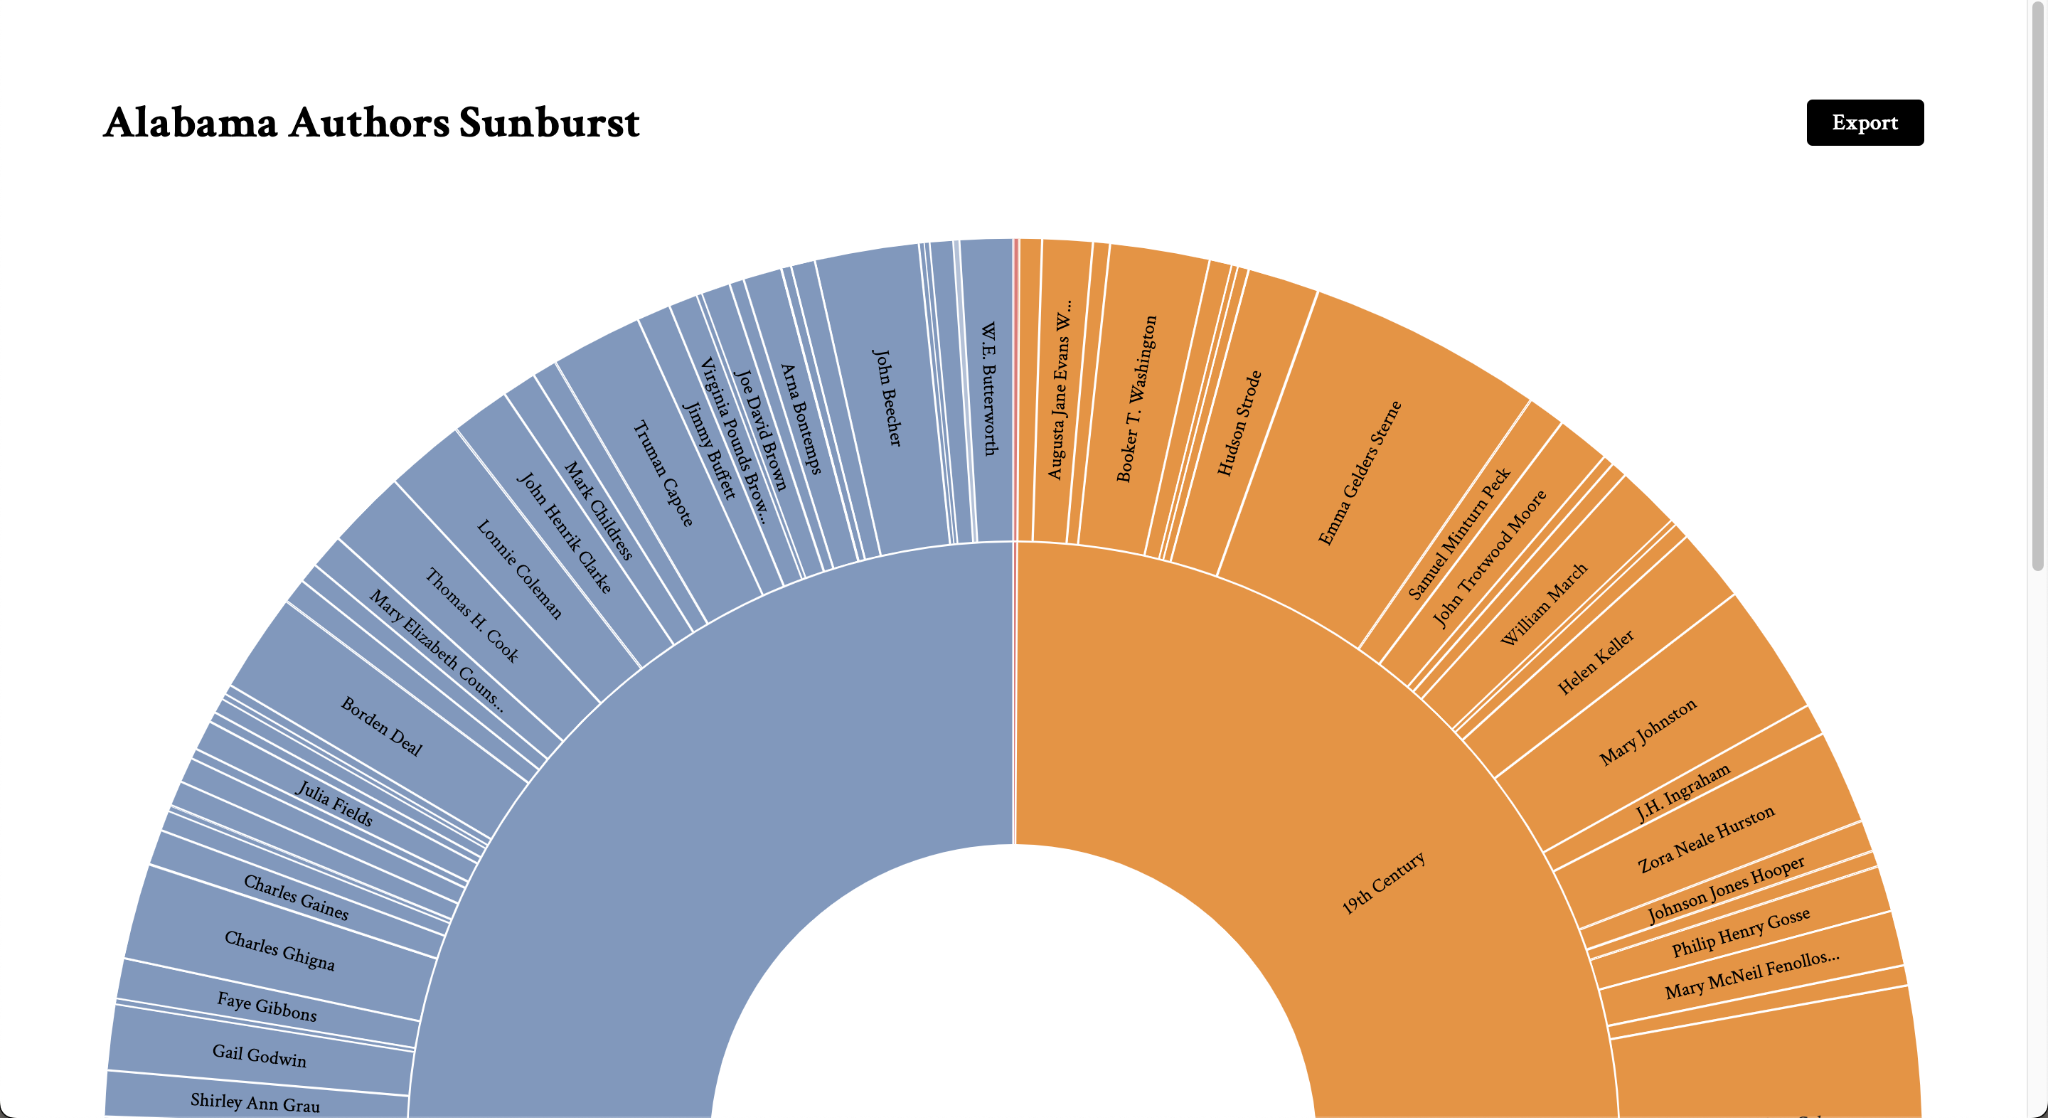 Alabama Authors Sunburst
Export
W.E. Butterworth
John Beecher
Arna Bontemps
Joe David Brown
Virginia Pounds Brow...
Jimmy Buffett
Truman Capote
Mark Childress
John Henrik Clarke
Lonnie Coleman
Thomas H. Cook
Mary Elizabeth Couns...
Borden Deal
Julia Fields
Charles Gaines
Charles Ghigna
Faye Gibbons
Gail Godwin
Shirley Ann Grau
Augusta Jane Evans W...
Booker T. Washington
Hudson Strode
Emma Gelders Sterne
Samuel Minturn Peck
John Trotwood Moore
William March
Helen Keller
Mary Johnston
J.H. Ingraham
Zora Neale Hurston
Johnson Jones Hooper
Philip Henry Gosse
Mary McNeil Fenollos...
19th Century